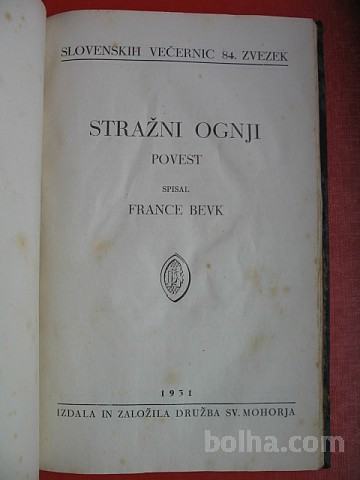 SLOVENSKIH VEČERNIC 84. ZVEZEK
STRAŽNI OGNJI
POVEST
SPISAL
FRANCE BEVK
1931
IZDALA IN ZALOŽILA DRUŽBA SV. MOHORJA
bolha.com